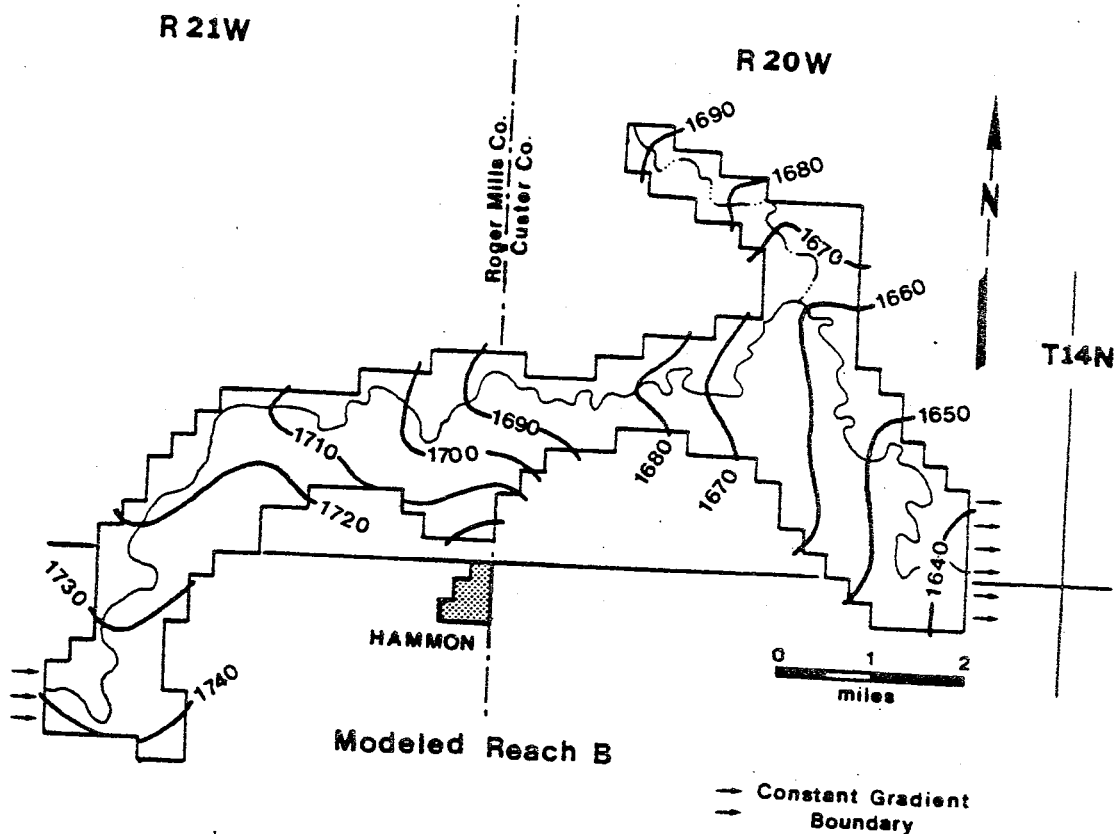 R 21W
R 20W
Roger Mills Co.
Custer Co.
1690
1680
1670
N
1660
T14N
1650
1710
1700
1690
1680
1670
1720
1730
1640
HAMMON
0 1 2
miles
1740
Modeled Reach B
Constant Gradient
Boundary